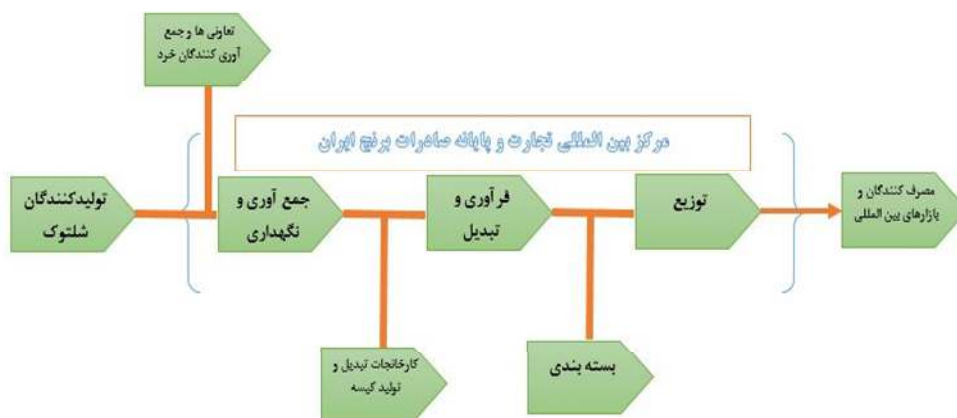 تعاونی ها و جمع
آوری کنندگان خرد
مرکز بین المللی تجارت و پایانه صادرات برنج ایران
تولیدکنندگان
شلتوک
جمع آوری و
نگهداری
فرآوری و
تبدیل
توزیع
مصرف کنندگان و
بازارهای بین المللی
کارخانجات تبدیل و
تولید کیسه
بسته بندی